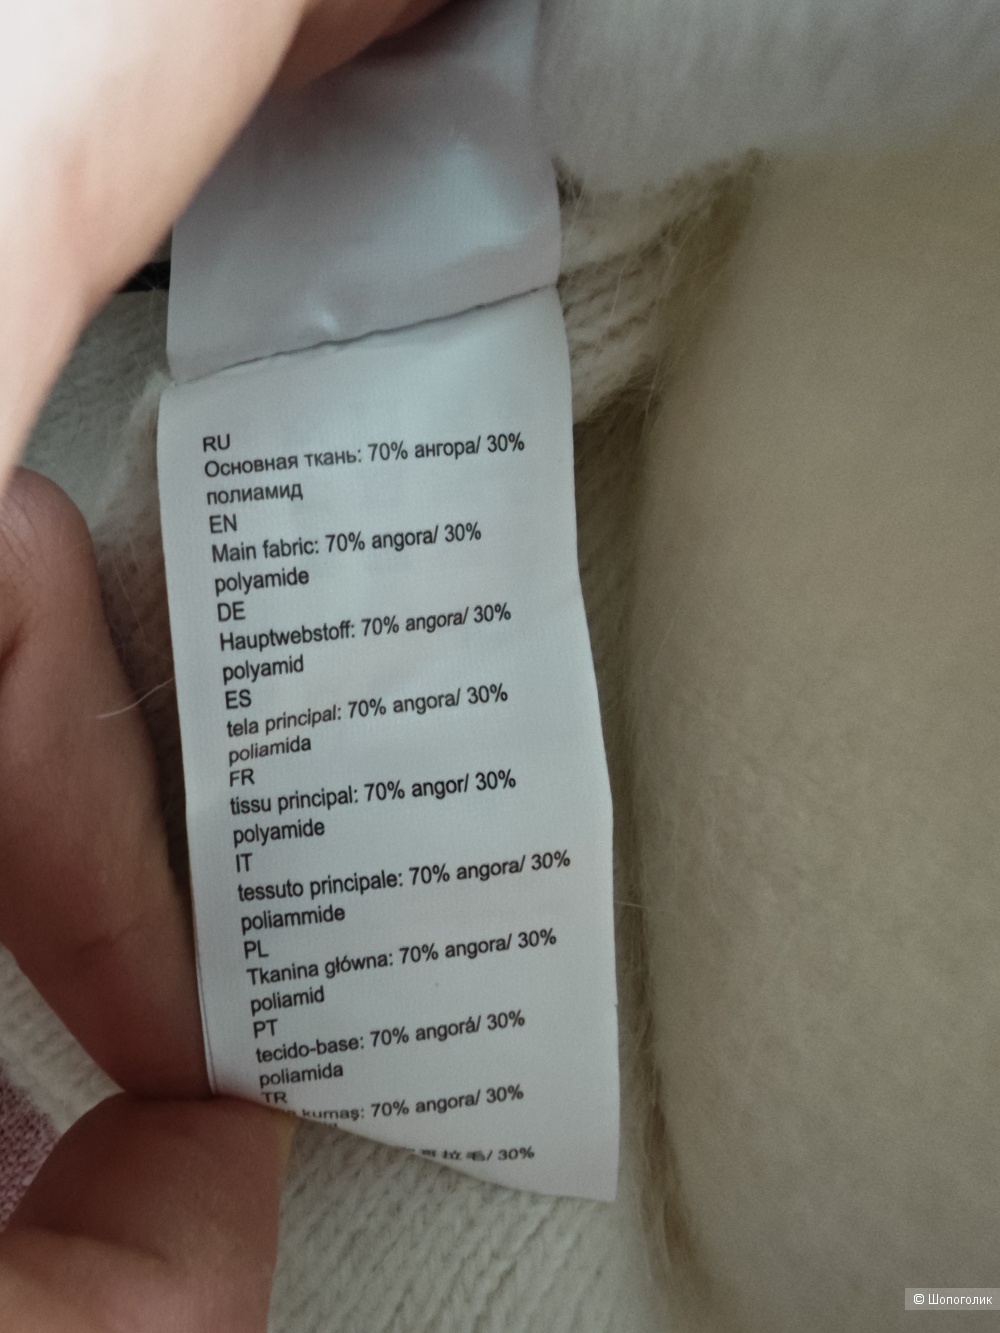 RU
Основная ткань: 70% ангора/ 30%
полиамид
EN
Main fabric: 70% angora/ 30%
polyamide
DE
Hauptwebstoff: 70% angora/ 30%
polyamid
ES
tela principal: 70% angora/ 30%
poliamida
FR
tissu principal: 70% angor/ 30%
polyamide
IT
tessuto principale: 70% angora/ 30%
poliammide
PL
Tkanina główna: 70% angora/ 30%
poliamid
PT
tecido-base: 70% angorá/ 30%
poliamida
TR
kumaş: 70% angora/ 30%
拉毛/ 30%
© Шопоголик